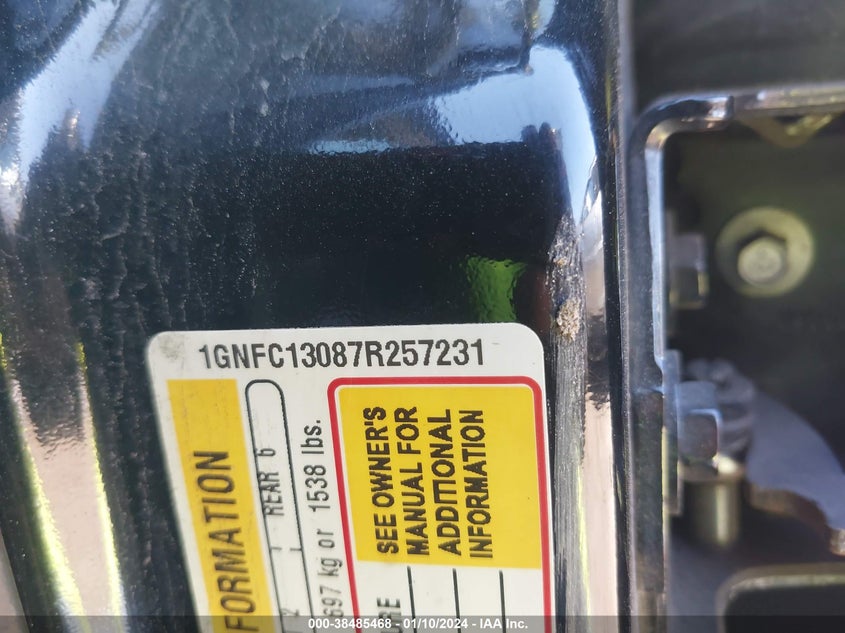 1GNFC13087R257231
FORMATION
REAR 6
697 kg or 1538 lbs.
SEE OWNER'S
MANUAL FOR
ADDITIONAL
INFORMATION
000-38485468 - 01/10/2024 - IAA Inc.